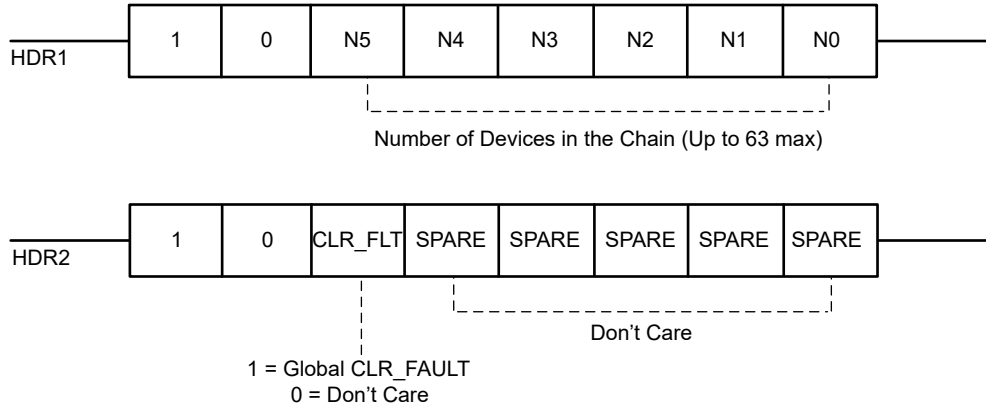 HDR1 1 0 N5 N4 N3 N2 N1 N0
Number of Devices in the Chain (Up to 63 max)
HDR2 1 0 CLR_FLT SPARE SPARE SPARE SPARE SPARE
Don’t Care
1 = Global CLR_FAULT
0 = Don’t Care